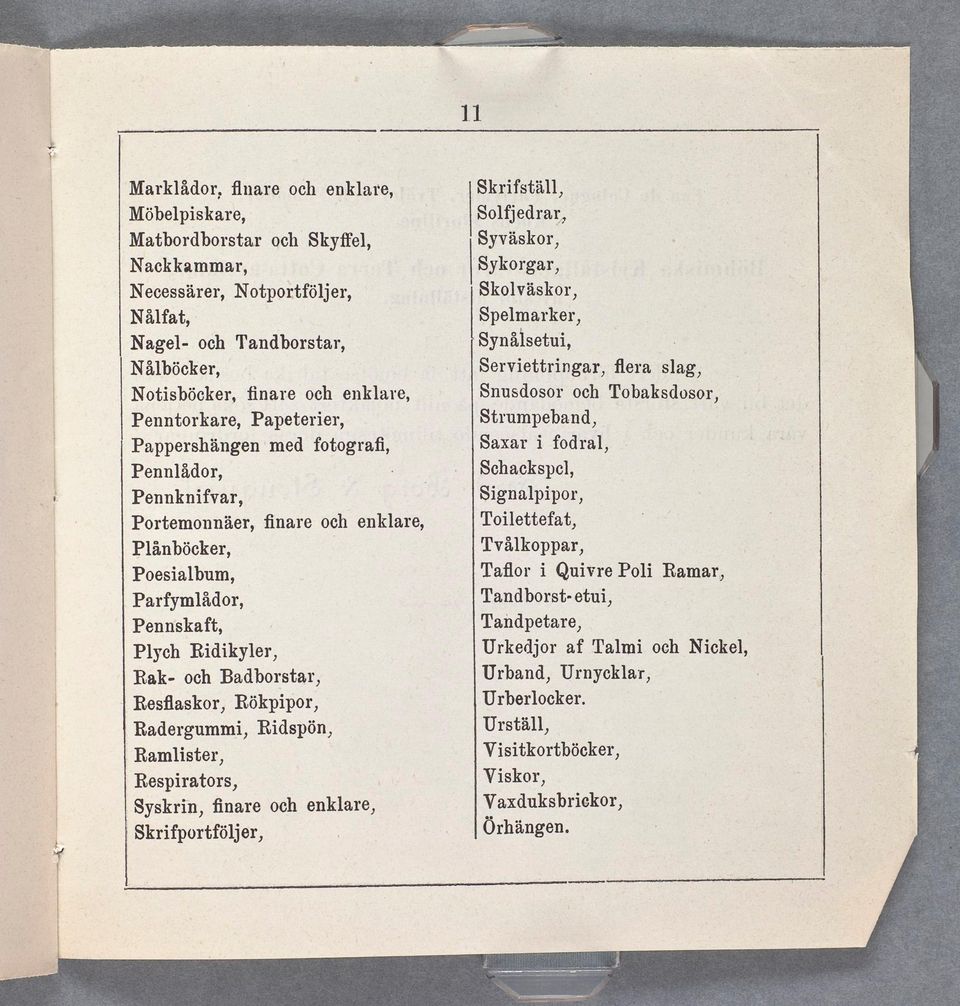 11
Marklådor, finare och enklare,
Möbelpiskare,
Matbordborstar och Skyffel,
Nackkammar,
Necessärer, Notportföljer,
Nålfat,
Nagel- och Tandborstar,
Nålböcker,
Notisböcker, finare och enklare,
Penntorkare, Papeterier,
Pappershängen med fotografi,
Pennlådor,
Pennknifvar,
Portemonnäer, finare och enklare,
Plånböcker,
Poesialbum,
Parfymlådor,
Pennskaft,
Plych Ridikyler,
Rak- och Badborstar,
Resflaskor, Rökpipor,
Radergummi, Ridspön,
Ramlister,
Respirators,
Syskrin, finare och enklare,
Skrifportföljer,
Skrifställ,
Solfjedrar,
Syväskor,
Sykorgar,
Skolväskor,
Spelmarker,
Synålsetui,
Serviettringar, flera slag,
Snusdosor och Tobaksdosor,
Strumpeband,
Saxar i fodral,
Schackspel,
Signalpipor,
Toilettefat,
Tvålkoppar,
Taflor i Quivre Poli Ramar,
Tandborst-etui,
Tandpetare,
Urkedjor af Talmi och Nickel,
Urband, Urnycklar,
Urberlocker.
Urställ,
Visitkortböcker,
Viskor,
Vaxduksbrickor,
Örhängen.